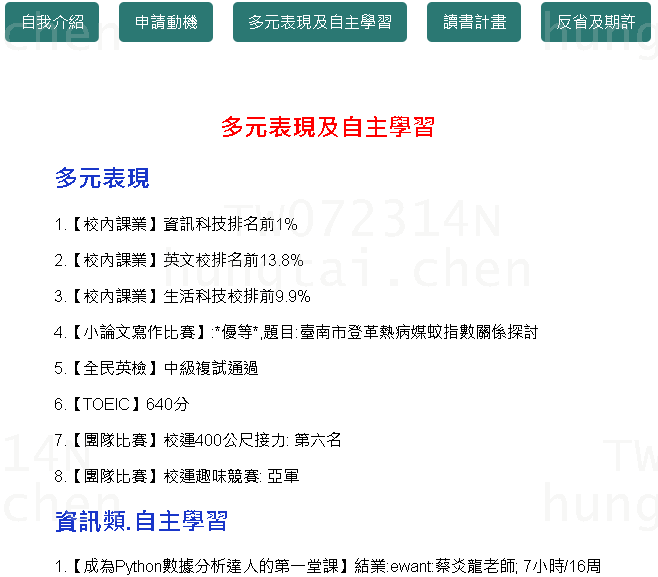 自我介紹
申請動機
多元表現及自主學習
讀書計畫
反省及期許
多元表現及自主學習
多元表現
1.【校內課業】資訊科技排名前1%
2.【校內課業】英文校排名前13.8%
3.【校內課業】生活科技校排前9.9%
4.【小論文寫作比賽】:*優等*,題目:臺南市登革熱病媒蚊指數關係探討
5.【全民英檢】中級複試通過
6.【TOEIC】640分
7.【團隊比賽】校運400公尺接力: 第六名
8.【團隊比賽】校運趣味競賽: 亞軍
資訊類.自主學習
1.【成為Python數據分析達人的第一堂課】結業:ewant:蔡炎龍老師; 7小時/16周
TW072314N
hungtai.chen
chen
hung
14N
chen
TW
hung